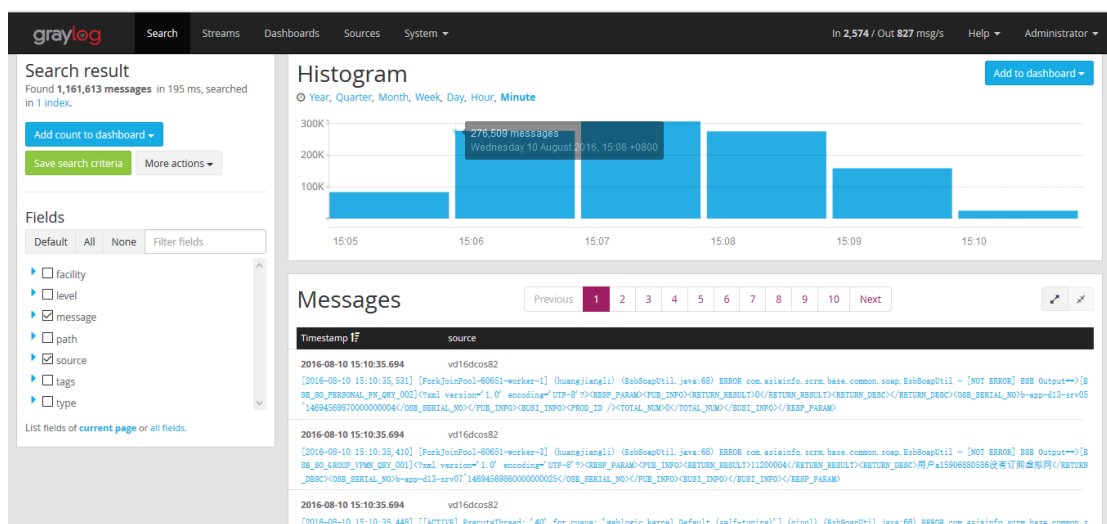 graylog Search Streams Dashboards Sources System In 2,574 / Out 827 msg/s Help Administrator
Search result
Found 1,161,613 messages in 195 ms, searched
in 1 index.
Add count to dashboard
Save search criteria More actions
Fields
Default All None Filter fields
facility
level
message
path
source
tags
type
List fields of current page or all fields.
Histogram
Add to dashboard
Year, Quarter, Month, Week, Day, Hour, Minute
300K
276,509 messages
Wednesday 10 August 2016, 15:06 +0800
200K
100K
15:05 15:06 15:07 15:08 15:09 15:10
Messages
Previous 1 2 3 4 5 6 7 8 9 10 Next
Timestamp source
2016-08-10 15:10:35.694 vd16dcos82
[2016-08-10 15:10:35,531] [ForkJoinPool-60651-worker-1] (huangjiangli) (EsbSoapUtil.java:68) ERROR com.asiainfo.scrm.base.common.soap.EsbSoapUtil - [NOT ERROR] ESB Output==>[E
SB_SO_PERSONAL_FN_QRY_002]<?xml version='1.0' encoding='UTF-8'?><RESP_PARAM><PUB_INFO><RETURN_RESULT>0</RETURN_RESULT><RETURN_DESC></RETURN_DESC><OSB_SERIAL_NO>b-app-d13-srv05
^14694569870000000004</OSB_SERIAL_NO></PUB_INFO><BUSI_INFO><PROD_ID /><TOTAL_NUM>0</TOTAL_NUM></BUSI_INFO></RESP_PARAM>
2016-08-10 15:10:35.694 vd16dcos82
[2016-08-10 15:10:35,410] [ForkJoinPool-60651-worker-3] (huangjiangli) (EsbSoapUtil.java:68) ERROR com.asiainfo.scrm.base.common.soap.EsbSoapUtil - [NOT ERROR] ESB Output==>[E
SB_SO_GROUP_VPMN_QRY_001]<?xml version='1.0' encoding='UTF-8'?><RESP_PARAM><PUB_INFO><RETURN_RESULT>11200004</RETURN_RESULT><RETURN_DESC>用户a15906880586没有订购虚拟网</RETURN
_DESC><OSB_SERIAL_NO>b-app-d13-srv07^14694569860000000025</OSB_SERIAL_NO></PUB_INFO><BUSI_INFO></BUSI_INFO></RESP_PARAM>
2016-08-10 15:10:35.694 vd16dcos82